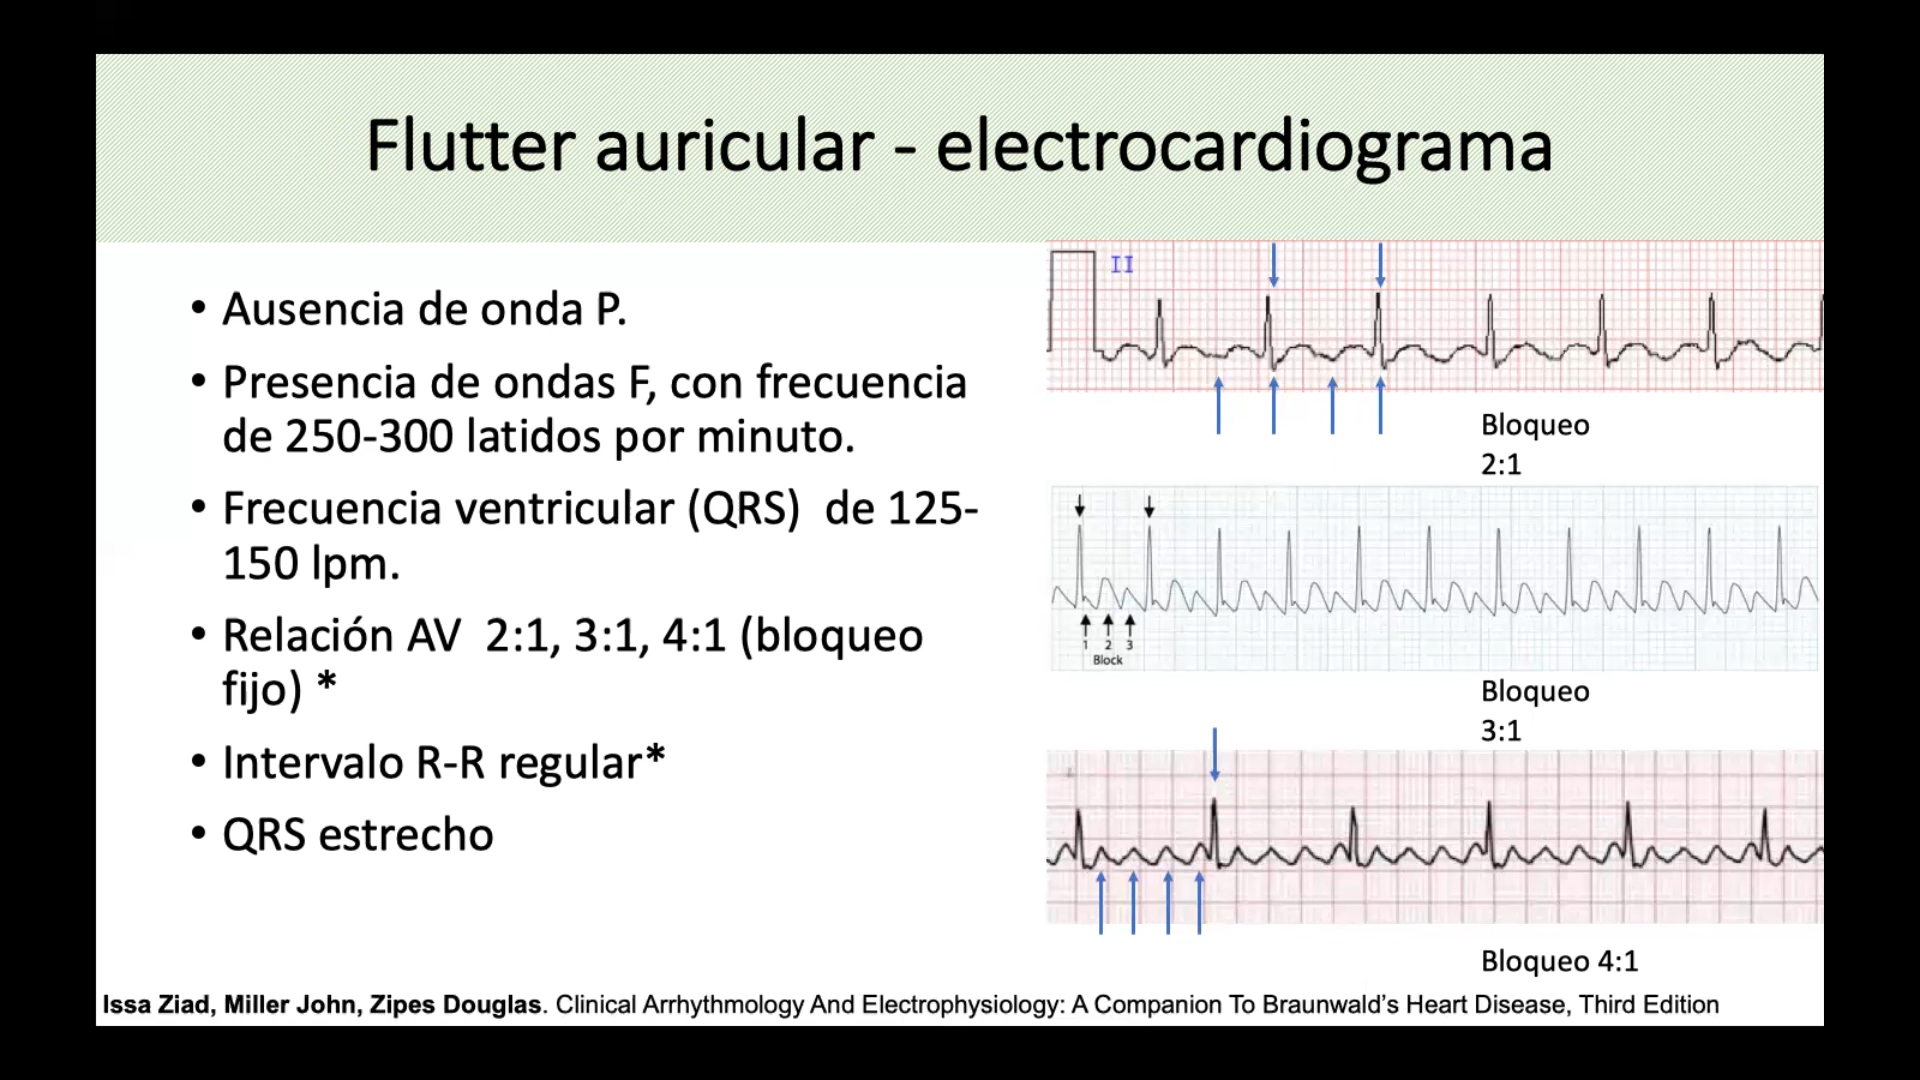 Flutter auricular - electrocardiograma
• Ausencia de onda P.
• Presencia de ondas F, con frecuencia
de 250-300 latidos por minuto.
• Frecuencia ventricular (QRS)  de 125-
150 lpm.
• Relación AV  2:1, 3:1, 4:1 (bloqueo
fijo) *
• Intervalo R-R regular*
• QRS estrecho
II
Bloqueo
2:1
1 2 3
Block
Bloqueo
3:1
Bloqueo 4:1
Issa Ziad, Miller John, Zipes Douglas. Clinical Arrhythmology And Electrophysiology: A Companion To Braunwald’s Heart Disease, Third Edition